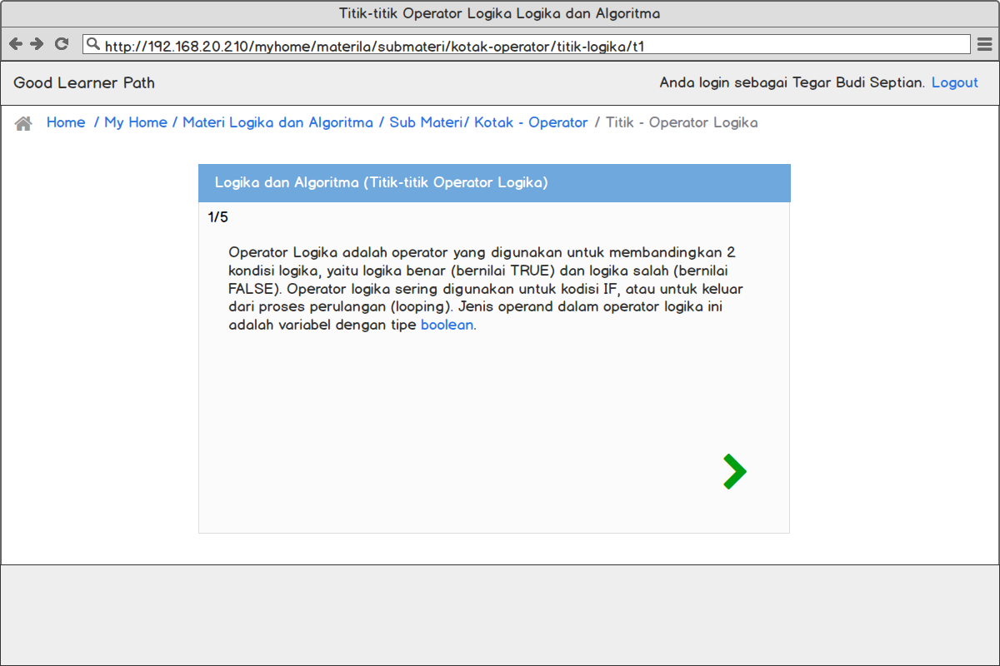 Titik-titik Operator Logika Logika dan Algoritma
http://192.168.20.210/myhome/materila/submateri/kotak-operator/titik-logika/t1
Good Learner Path
Anda login sebagai Tegar Budi Septian. Logout
Home / My Home / Materi Logika dan Algoritma / Sub Materi/ Kotak - Operator / Titik - Operator Logika
Logika dan Algoritma (Titik-titik Operator Logika)
1/5
Operator Logika adalah operator yang digunakan untuk membandingkan 2
kondisi logika, yaitu logika benar (bernilai TRUE) dan logika salah (bernilai
FALSE). Operator logika sering digunakan untuk kodisi IF, atau untuk keluar
dari proses perulangan (looping). Jenis operand dalam operator logika ini
adalah variabel dengan tipe boolean.